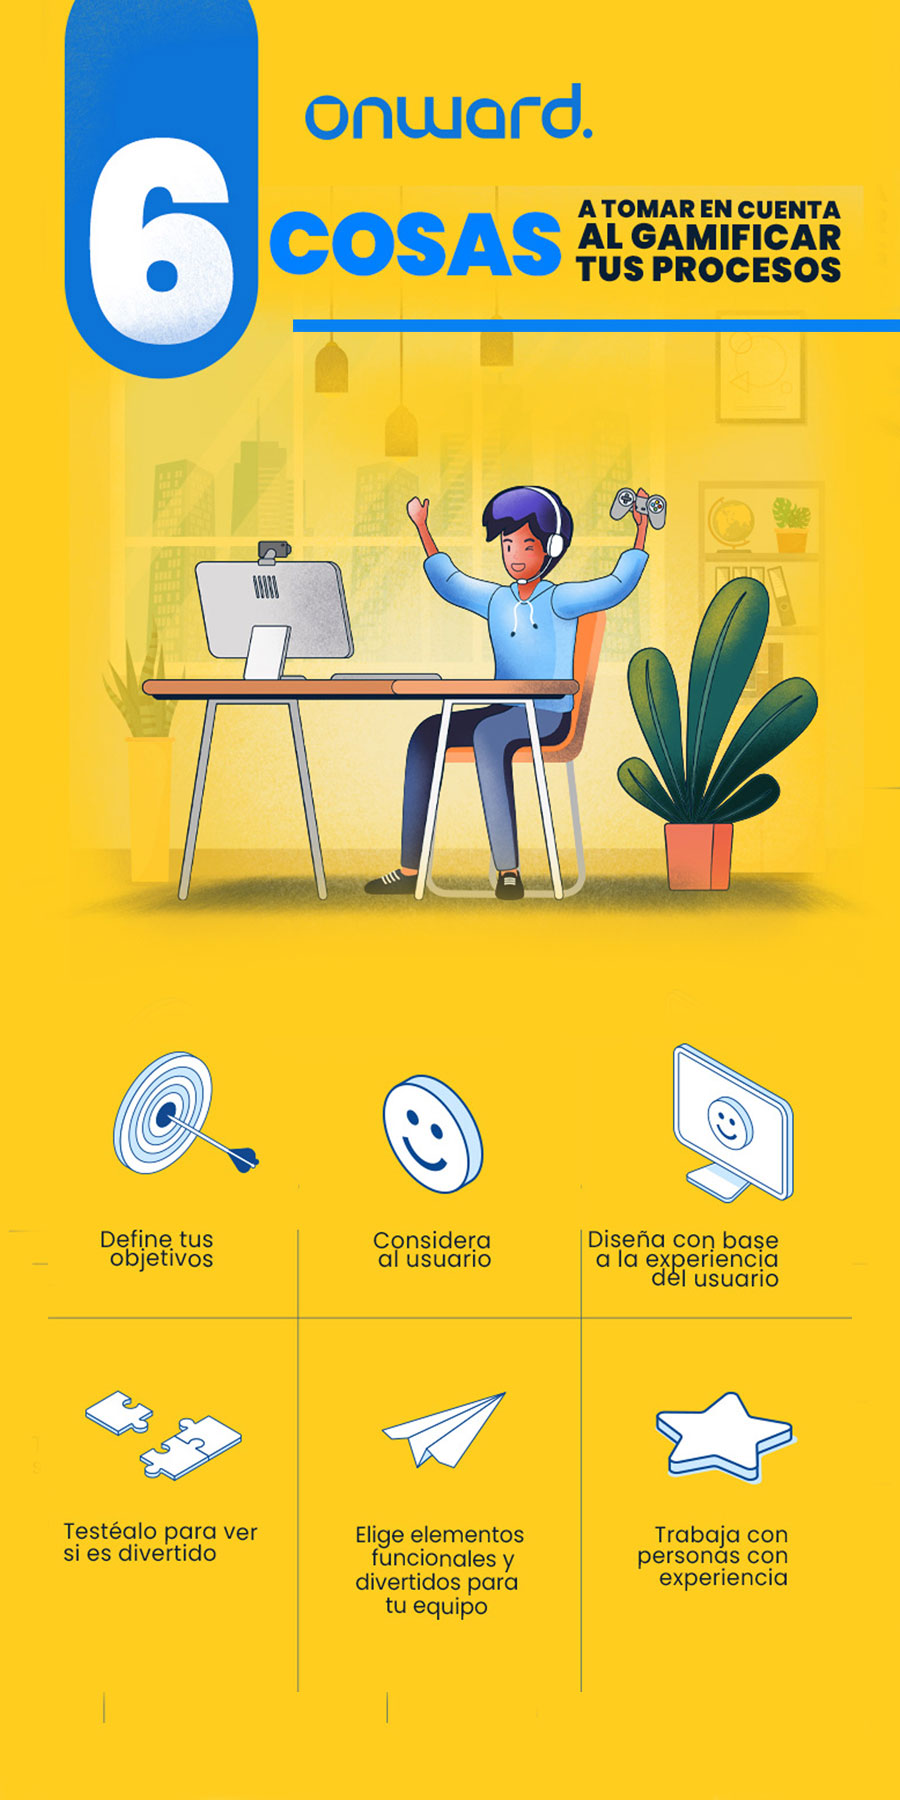 onward.
6
COSAS
A TOMAR EN CUENTA
AL GAMIFICAR
TUS PROCESOS
Define tus
objetivos
Considera
al usuario
Diseña con base
a la experiencia
del usuario
Testéalo para ver
si es divertido
Elige elementos
funcionales y
divertidos para
tu equipo
Trabaja con
personas con
experiencia